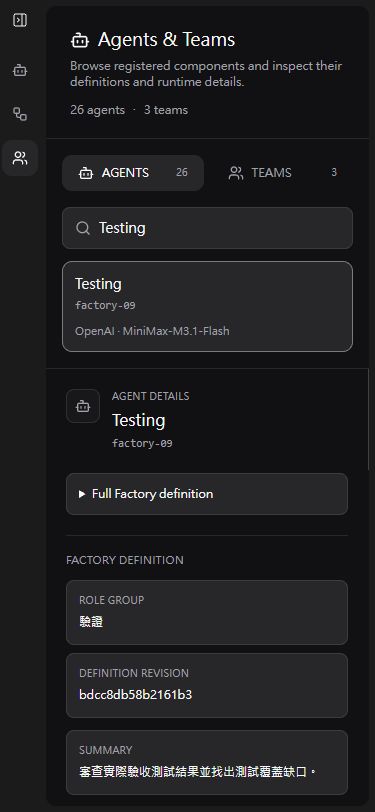 Agents & Teams
Browse registered components and inspect their
definitions and runtime details.
26 agents · 3 teams
AGENTS 26 TEAMS 3
Testing
Testing
factory-09
OpenAI · MiniMax-M3.1-Flash
AGENT DETAILS
Testing
factory-09
Full Factory definition
FACTORY DEFINITION
ROLE GROUP
驗證
DEFINITION REVISION
bdcc8db58b2161b3
SUMMARY
審查實際驗收測試結果並找出測試覆蓋缺口。